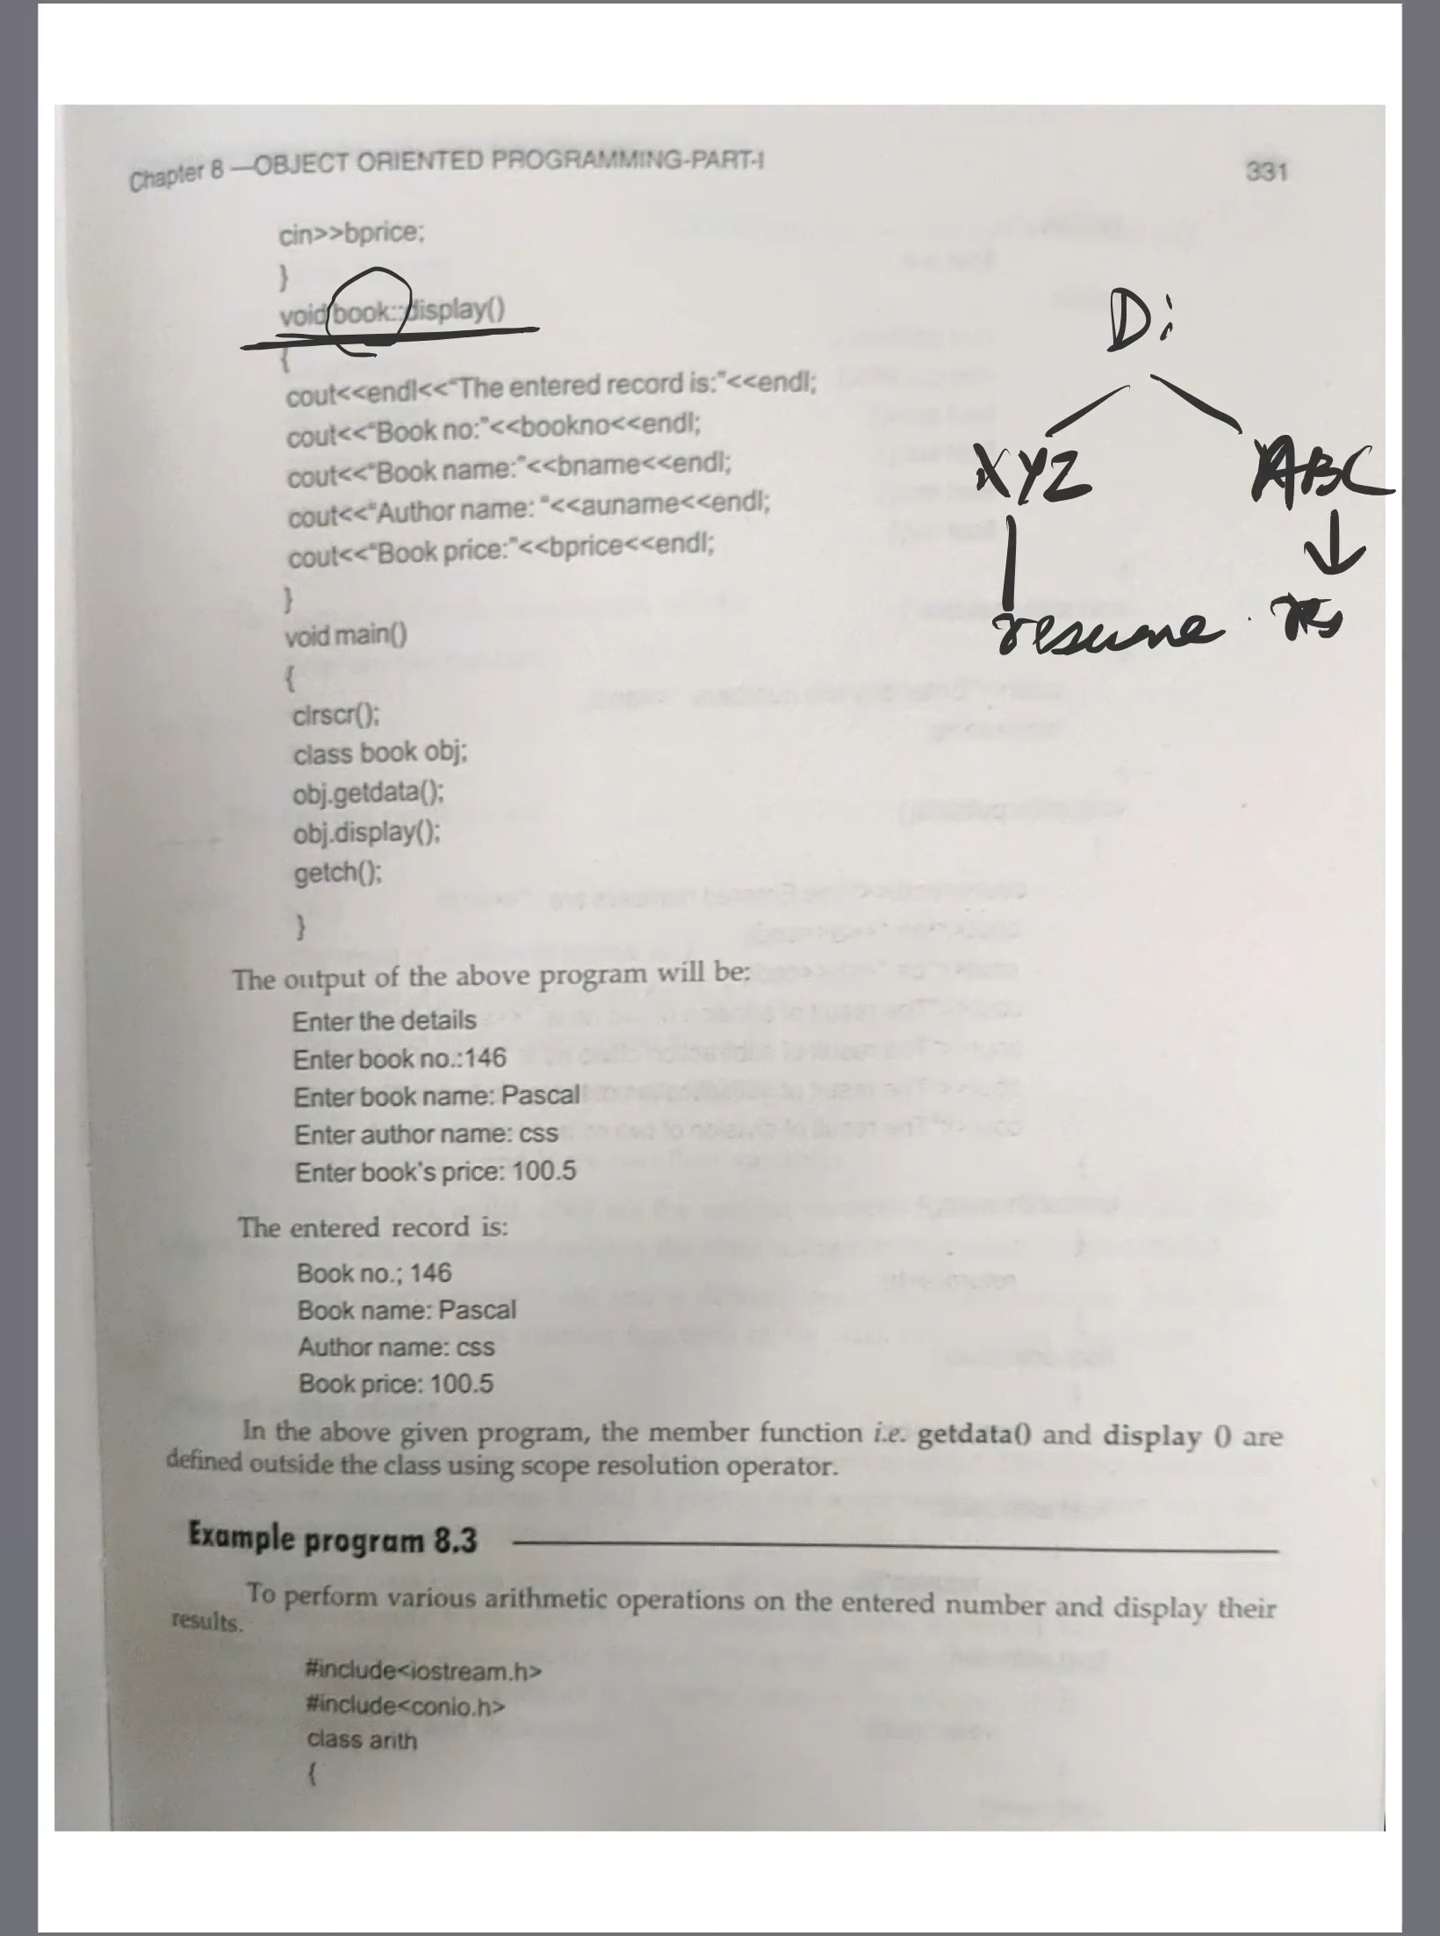 Chapter 8 —OBJECT ORIENTED PROGRAMMING-PART-I
331
cin>>bprice;
}
void book::display()
{
cout<<endl<<"The entered record is:"<<endl;
cout<<"Book no:"<<bookno<<endl;
cout<<"Book name:"<<bname<<endl;
cout<<"Author name: "<<auname<<endl;
cout<<"Book price:"<<bprice<<endl;
}
void main()
{
clrscr();
class book obj;
obj.getdata();
obj.display();
getch();
}
D:
XYZ
ABC
resume
The output of the above program will be:
Enter the details
Enter book no.:146
Enter book name: Pascal
Enter author name: css
Enter book's price: 100.5
The entered record is:
Book no.; 146
Book name: Pascal
Author name: css
Book price: 100.5
In the above given program, the member function i.e. getdata() and display () are
defined outside the class using scope resolution operator.
Example program 8.3
To perform various arithmetic operations on the entered number and display their
results.
#include<iostream.h>
#include<conio.h>
class arith
{